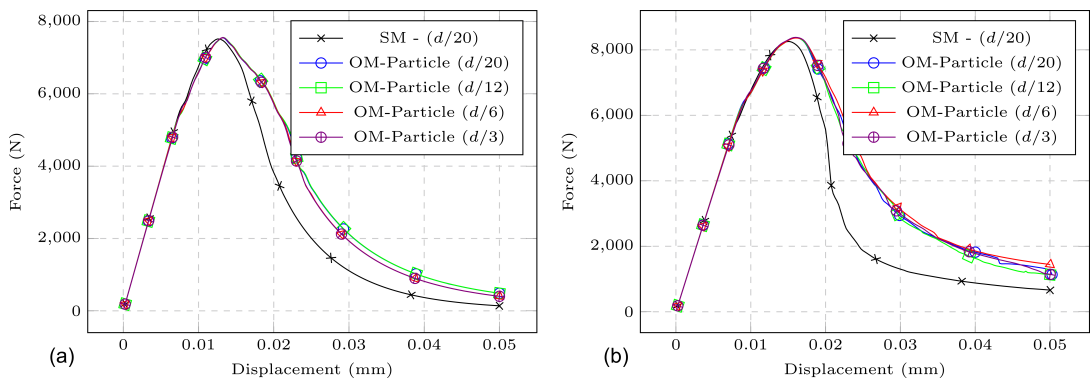 8,000
6,000
4,000
2,000
0
Force (N)
SM - (d/20)
OM-Particle (d/20)
OM-Particle (d/12)
OM-Particle (d/6)
OM-Particle (d/3)
0 0.01 0.02 0.03 0.04 0.05
Displacement (mm)
(a)
8,000
6,000
4,000
2,000
0
Force (N)
SM - (d/20)
OM-Particle (d/20)
OM-Particle (d/12)
OM-Particle (d/6)
OM-Particle (d/3)
0 0.01 0.02 0.03 0.04 0.05
Displacement (mm)
(b)